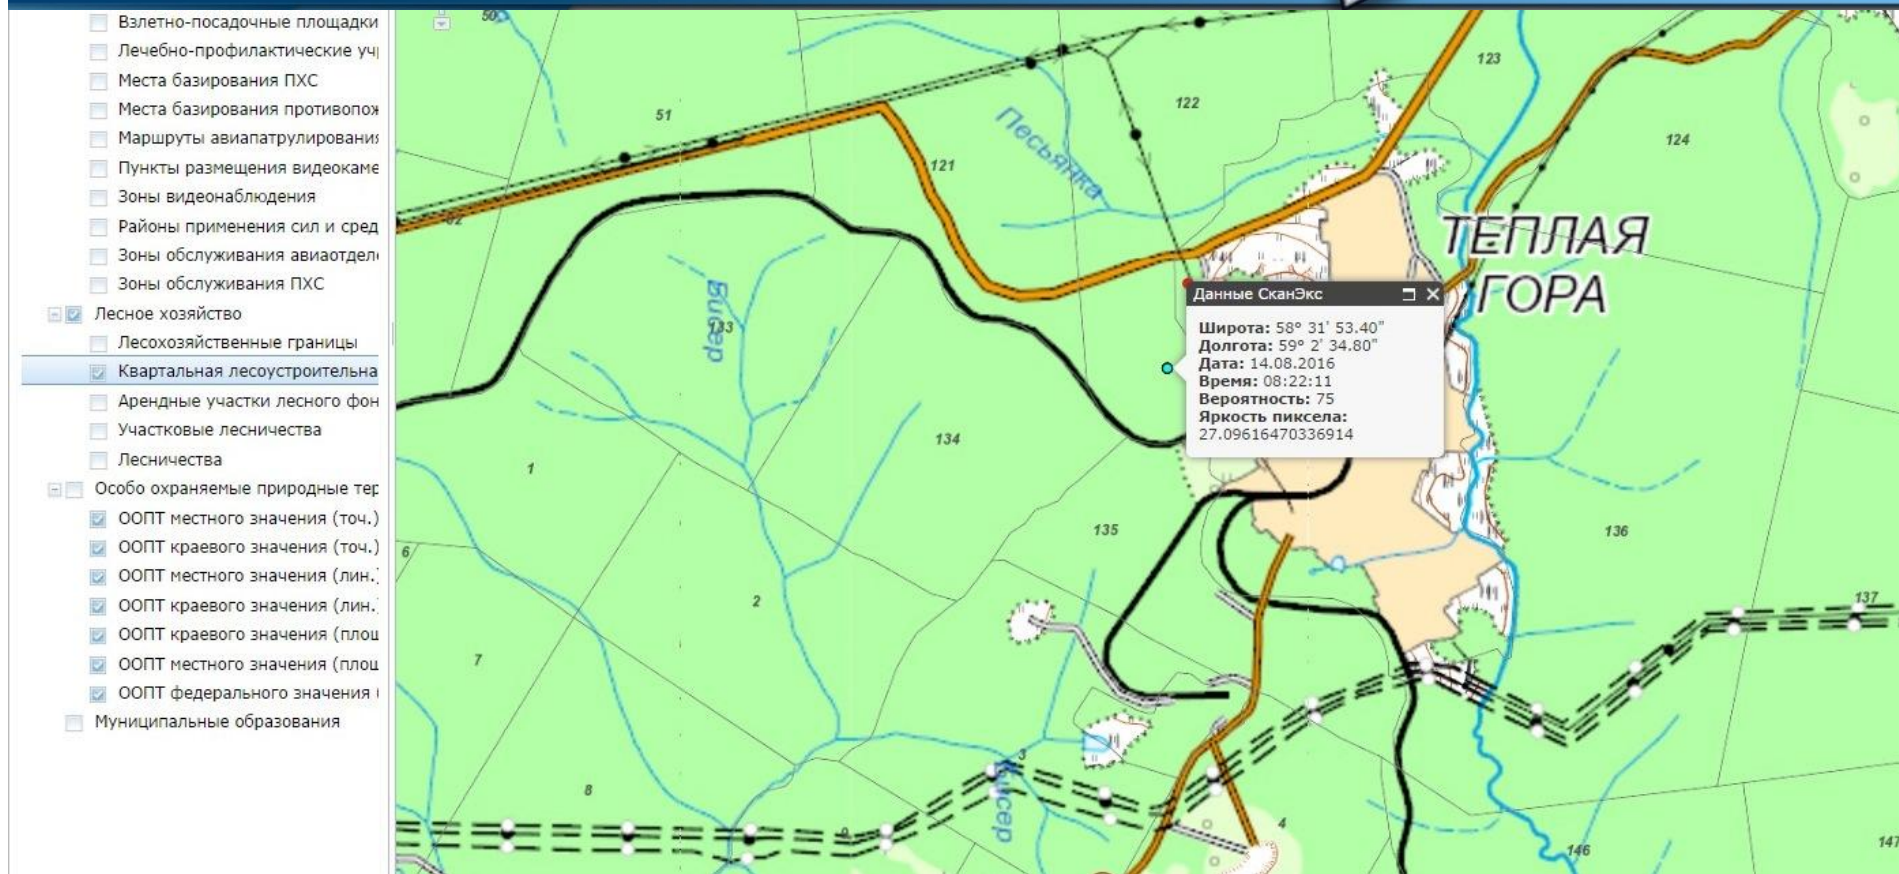 Взлетно-посадочные площадки
Лечебно-профилактические уч
Места базирования ПХС
Места базирования противопож
Маршруты авиапатрулирования
Пункты размещения видеокаме
Зоны видеонаблюдения
Районы применения сил и сред
Зоны обслуживания авиаотдел
Зоны обслуживания ПХС
Лесное хозяйство
Лесохозяйственные границы
Квартальная лесоустроительна
Арендные участки лесного фон
Участковые лесничества
Лесничества
Особо охраняемые природные тер
ООПТ местного значения (точ.)
ООПТ краевого значения (точ.)
ООПТ местного значения (лин.)
ООПТ краевого значения (лин.
ООПТ краевого значения (площ
ООПТ местного значения (площ
ООПТ федерального значения (
Муниципальные образования
50
51
121
122
123
124
Песьянка
ТЕПЛАЯ
ГОРА
Бисер
133
Данные СканЭкс
Широта: 58° 31' 53.40"
Долгота: 59° 2' 34.80"
Дата: 14.08.2016
Время: 08:22:11
Вероятность: 75
Яркость пиксела:
27.09616470336914
134
1
135
136
6
2
137
7
3
Бисер
8
9
4
146
147